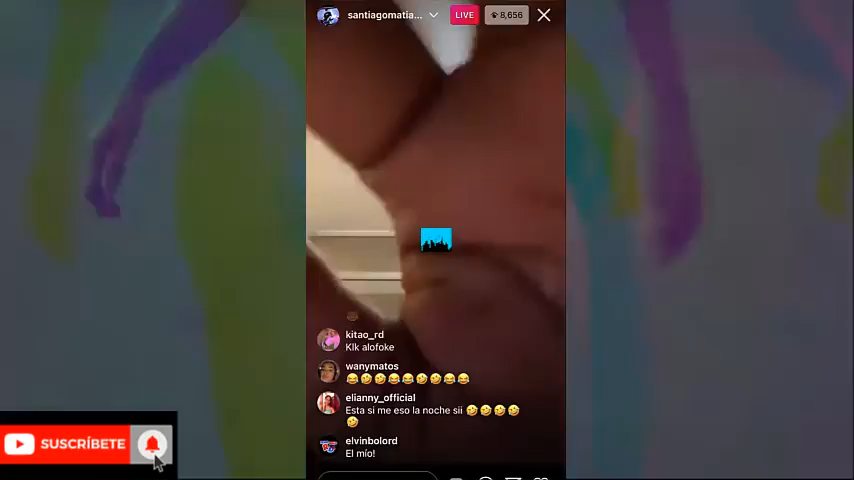 santiagomatia...
LIVE
8,656
kitao_rd
Klk alofoke
wanymatos
😂🤣🤣😂😂🤣🤣😂😂
elianny_official
Esta si me eso la noche sii 🤣🤣🤣🤣
🤣
elvinbolord
El mío!
SUSCRÍBETE